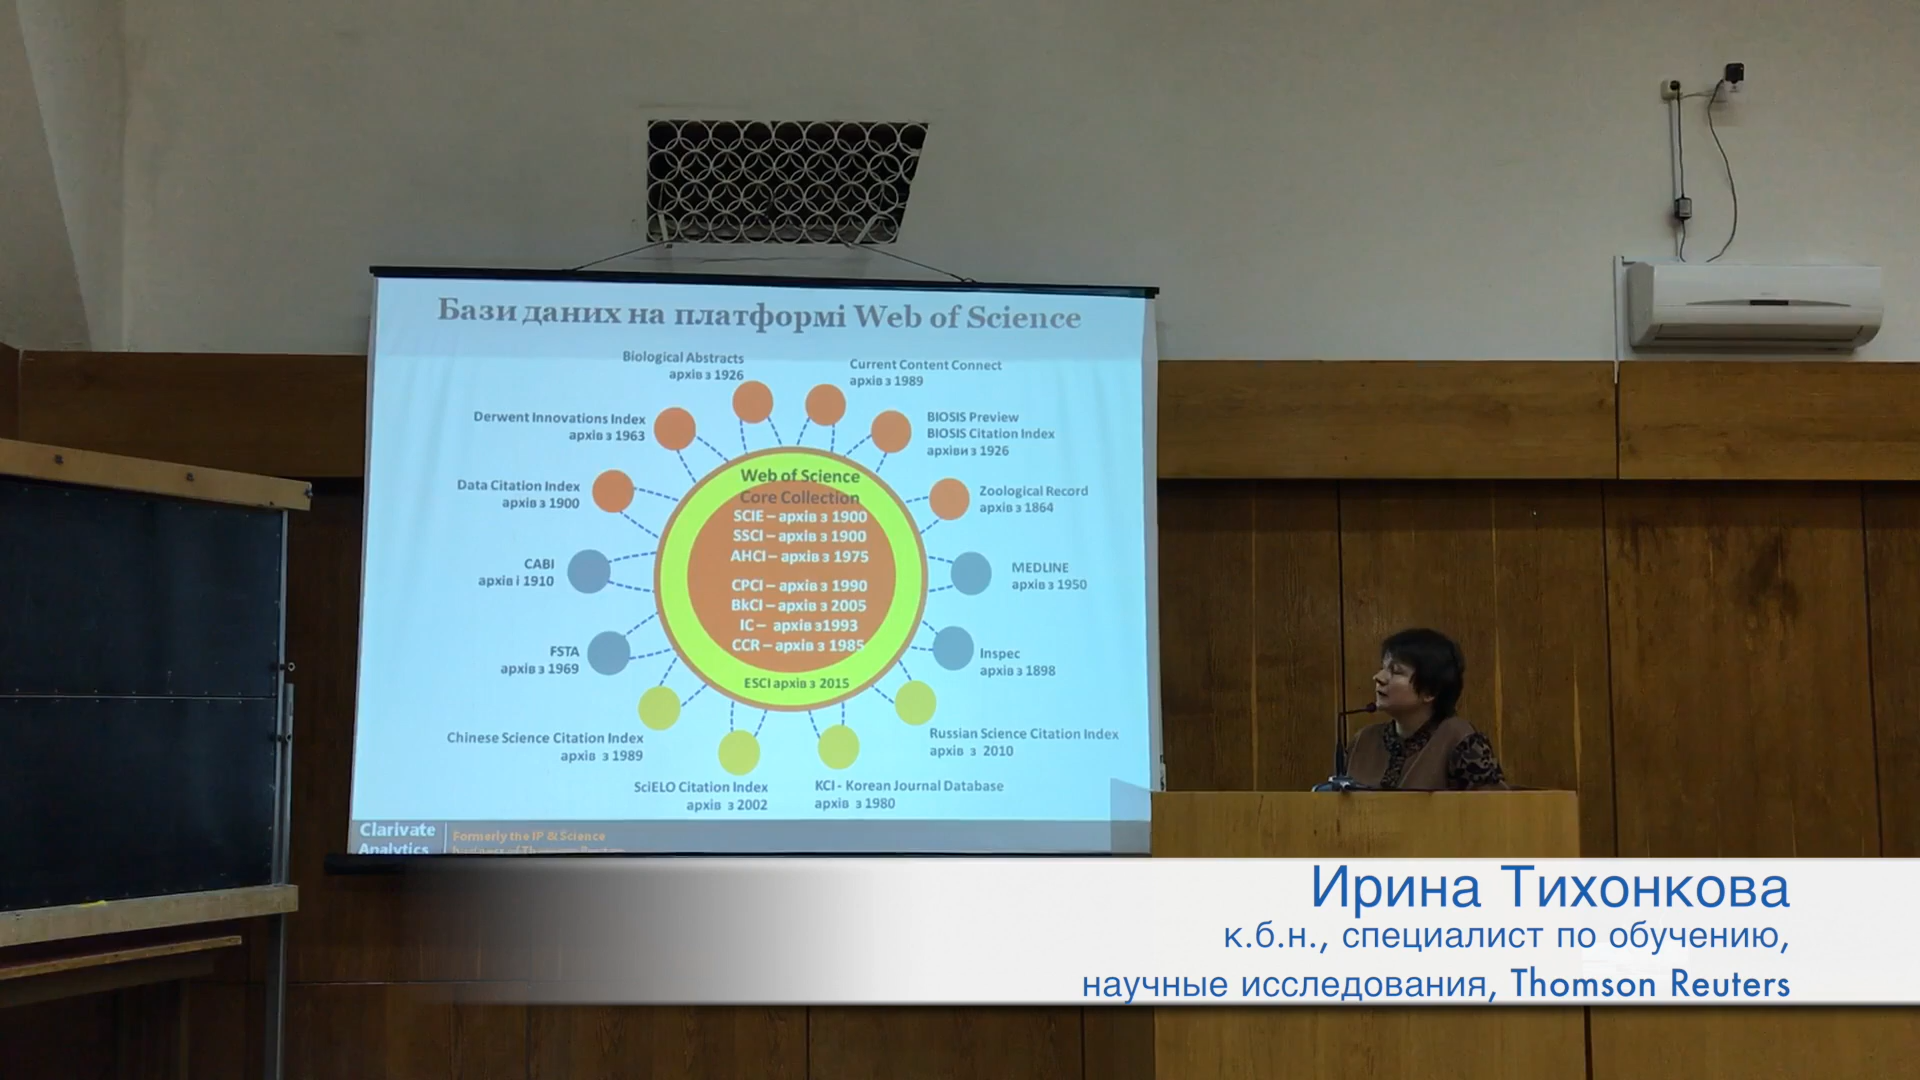 Бази даних на платформі Web of Science
Biological Abstracts
архів з 1926
Current Content Connect
архів з 1989
Derwent Innovations Index
архів з 1963
BIOSIS Preview
BIOSIS Citation Index
архіви з 1926
Data Citation Index
архів з 1900
Zoological Record
архів з 1864
CABI
архів і 1910
MEDLINE
архів з 1950
FSTA
архів з 1969
Inspec
архів з 1898
Chinese Science Citation Index
архів з 1989
Russian Science Citation Index
архів з 2010
SciELO Citation Index
архів з 2002
KCI - Korean Journal Database
архів з 1980
Web of Science
Core Collection
SCIE – архів з 1900
SSCI – архів з 1900
AHCI – архів з 1975
CPCI – архів з 1990
BkCI – архів з 2005
IC – архів з1993
CCR – архів з 1985
ESCI архів з 2015
Clarivate
Analytics
Formerly the IP & Science
business of Thomson Reuters
Ирина Тихонкова
к.б.н., специалист по обучению,
научные исследования, Thomson Reuters